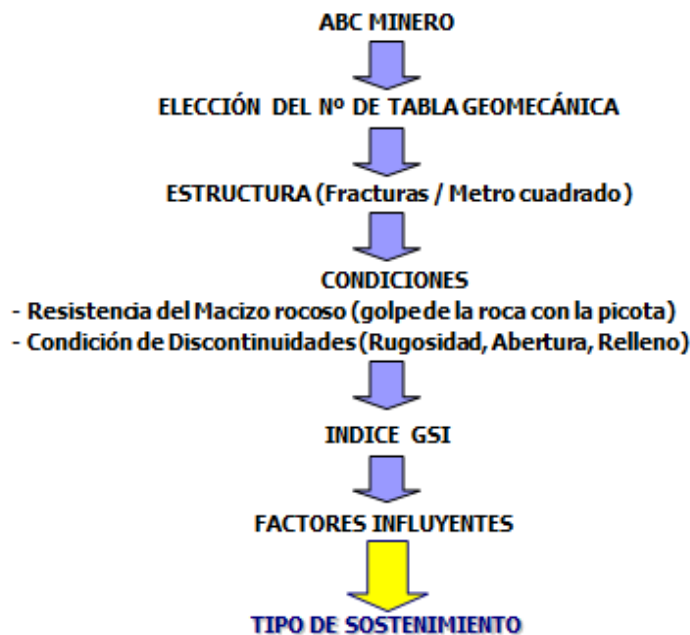 ABC MINERO
ELECCIÓN DEL Nº DE TABLA GEOMECÁNICA
ESTRUCTURA (Fracturas / Metro cuadrado)
CONDICIONES
- Resistencia del Macizo rocoso (golpe de la roca con la picota)
- Condición de Discontinuidades (Rugosidad, Abertura, Relleno)
INDICE GSI
FACTORES INFLUYENTES
TIPO DE SOSTENIMIENTO